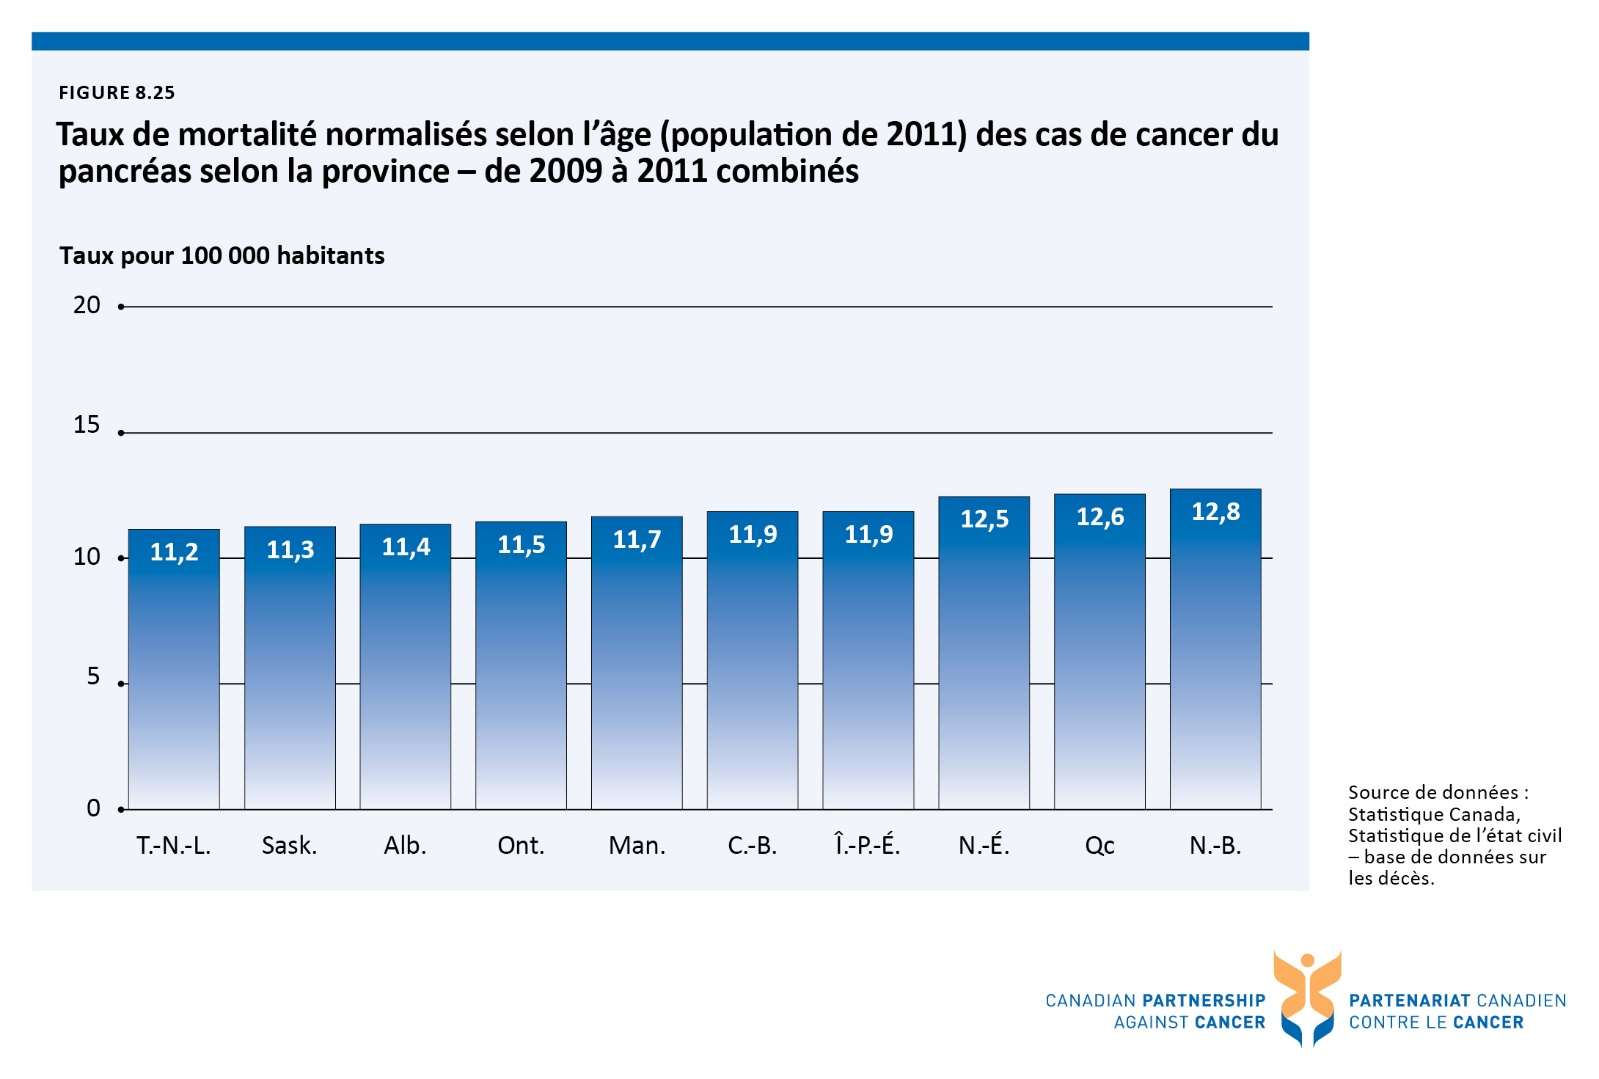 FIGURE 8.25
Taux de mortalité normalisés selon l’âge (population de 2011) des cas de cancer du
pancréas selon la province – de 2009 à 2011 combinés
Taux pour 100 000 habitants
20
15
10
5
0
11,2
11,3
11,4
11,5
11,7
11,9
11,9
12,5
12,6
12,8
T.-N.-L.
Sask.
Alb.
Ont.
Man.
C.-B.
Î.-P.-É.
N.-É.
Qc
N.-B.
Source de données :
Statistique Canada,
Statistique de l’état civil
– base de données sur
les décès.
CANADIAN PARTNERSHIP
AGAINST CANCER
PARTENARIAT CANADIEN
CONTRE LE CANCER